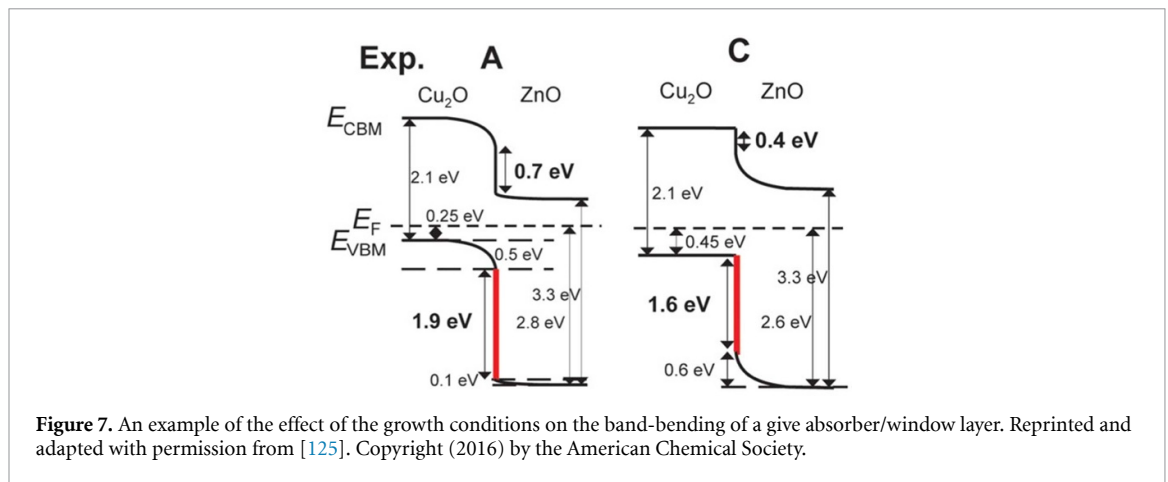 Exp. A C
Cu₂O ZnO Cu₂O ZnO
E_CBM
0.4 eV
0.7 eV
2.1 eV
2.1 eV
0.25 eV
E_F
0.45 eV
E_VBM
0.5 eV
3.3 eV
3.3 eV
1.6 eV
1.9 eV
2.8 eV
2.6 eV
0.6 eV
0.1 eV
Figure 7. An example of the effect of the growth conditions on the band-bending of a give absorber/window layer. Reprinted and
adapted with permission from [125]. Copyright (2016) by the American Chemical Society.